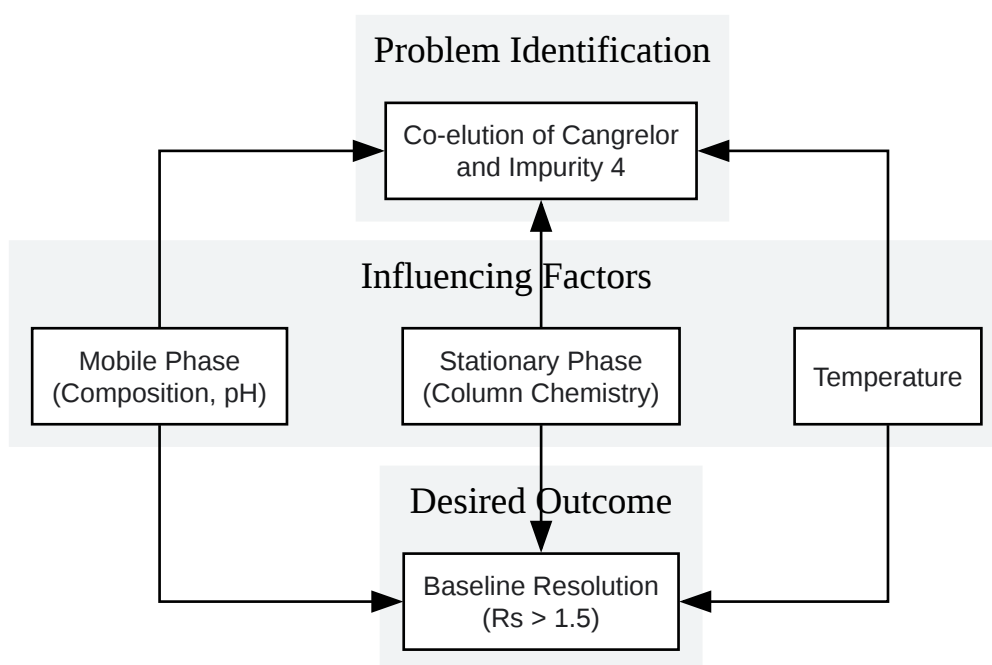 Problem Identification
Co-elution of Cangrelor
and Impurity 4
Influencing Factors
Mobile Phase
(Composition, pH)
Stationary Phase
(Column Chemistry)
Temperature
Desired Outcome
Baseline Resolution
(Rs > 1.5)